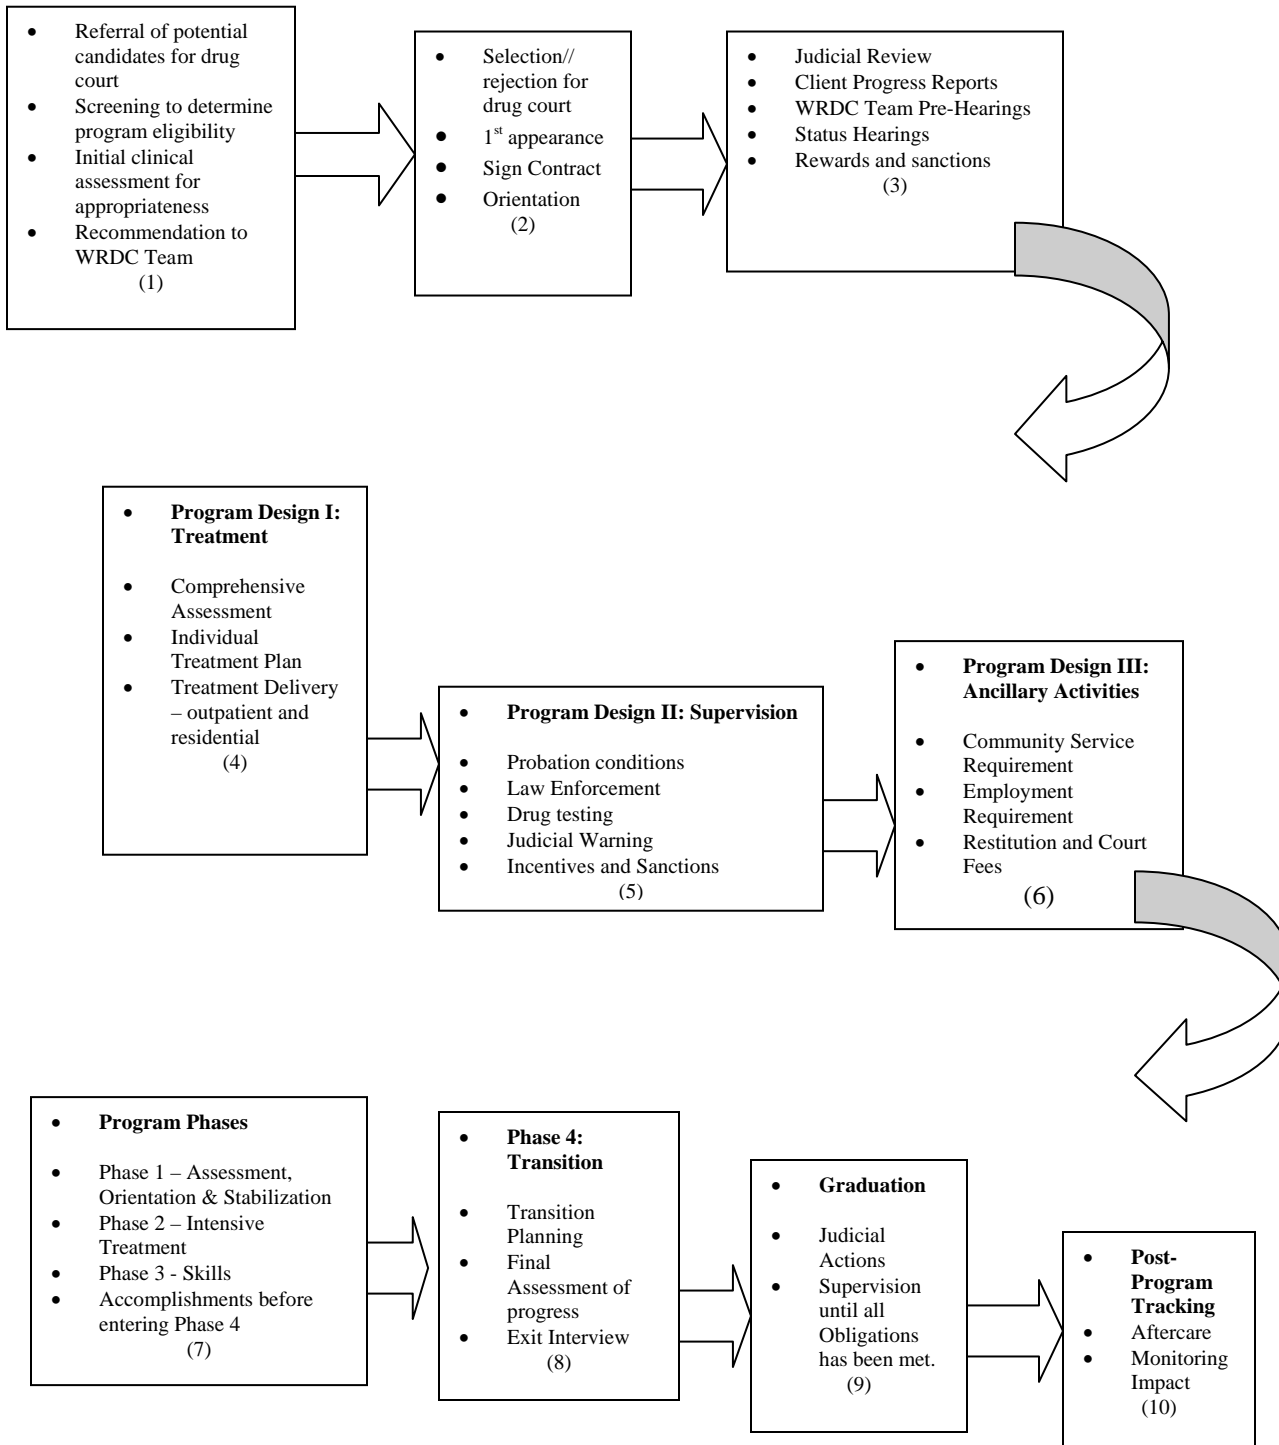 • Referral of potential
candidates for drug
court
• Screening to determine
program eligibility
• Initial clinical
assessment for
appropriateness
• Recommendation to
WRDC Team
(1)
• Selection//
rejection for
drug court
• 1st appearance
• Sign Contract
• Orientation
(2)
• Judicial Review
• Client Progress Reports
• WRDC Team Pre-Hearings
• Status Hearings
• Rewards and sanctions
(3)
• Program Design I:
Treatment
• Comprehensive
Assessment
• Individual
Treatment Plan
• Treatment Delivery
– outpatient and
residential
(4)
• Program Design II: Supervision
• Probation conditions
• Law Enforcement
• Drug testing
• Judicial Warning
• Incentives and Sanctions
(5)
• Program Design III:
Ancillary Activities
• Community Service
Requirement
• Employment
Requirement
• Restitution and Court
Fees
(6)
• Program Phases
• Phase 1 – Assessment,
Orientation & Stabilization
• Phase 2 – Intensive
Treatment
• Phase 3 - Skills
• Accomplishments before
entering Phase 4
(7)
• Phase 4:
Transition
• Transition
Planning
• Final
Assessment of
progress
• Exit Interview
(8)
• Graduation
• Judicial
Actions
• Supervision
until all
Obligations
has been met.
(9)
• Post-
Program
Tracking
• Aftercare
• Monitoring
Impact
(10)